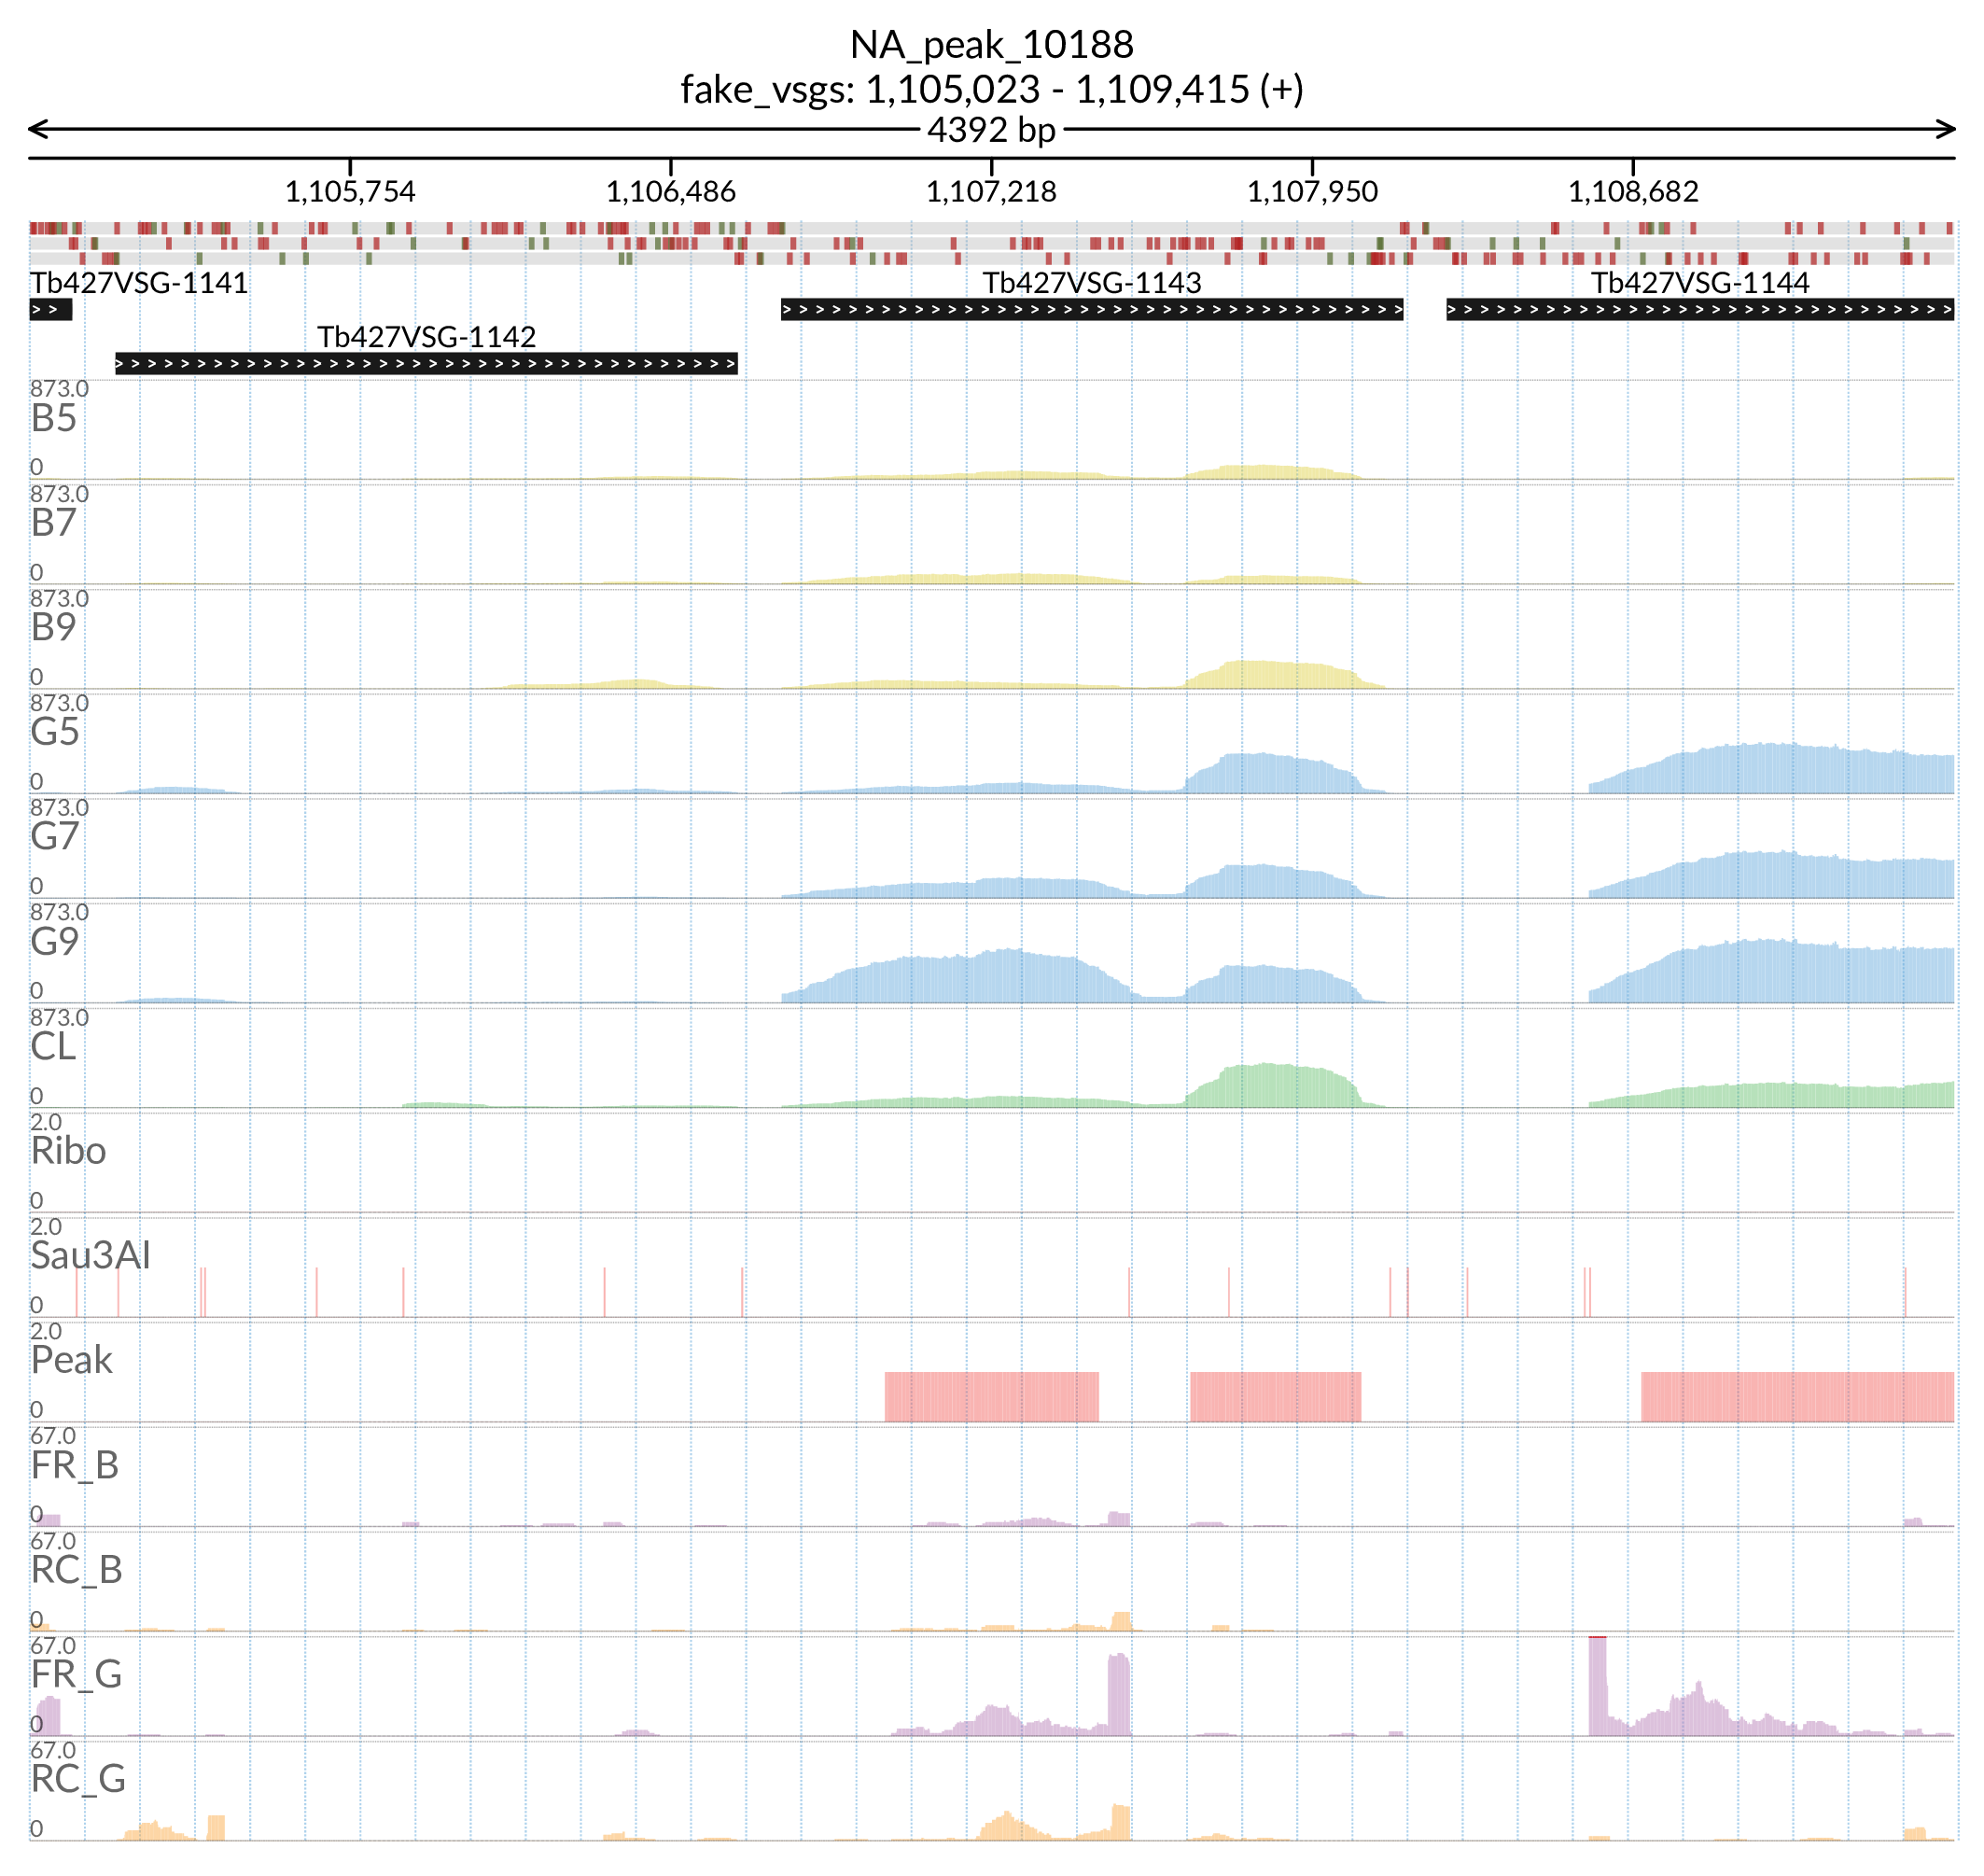 NA_peak_10188
fake_vsgs: 1,105,023 - 1,109,415 (+)
4392 bp
1,105,754 1,106,486 1,107,218 1,107,950 1,108,682
Tb427VSG-1141 Tb427VSG-1143 Tb427VSG-1144
Tb427VSG-1142
873.0
B5
0
873.0
B7
0
873.0
B9
0
873.0
G5
0
873.0
G7
0
873.0
G9
0
873.0
CL
0
2.0
Ribo
0
2.0
Sau3AI
0
2.0
Peak
0
67.0
FR_B
0
67.0
RC_B
0
67.0
FR_G
0
67.0
RC_G
0